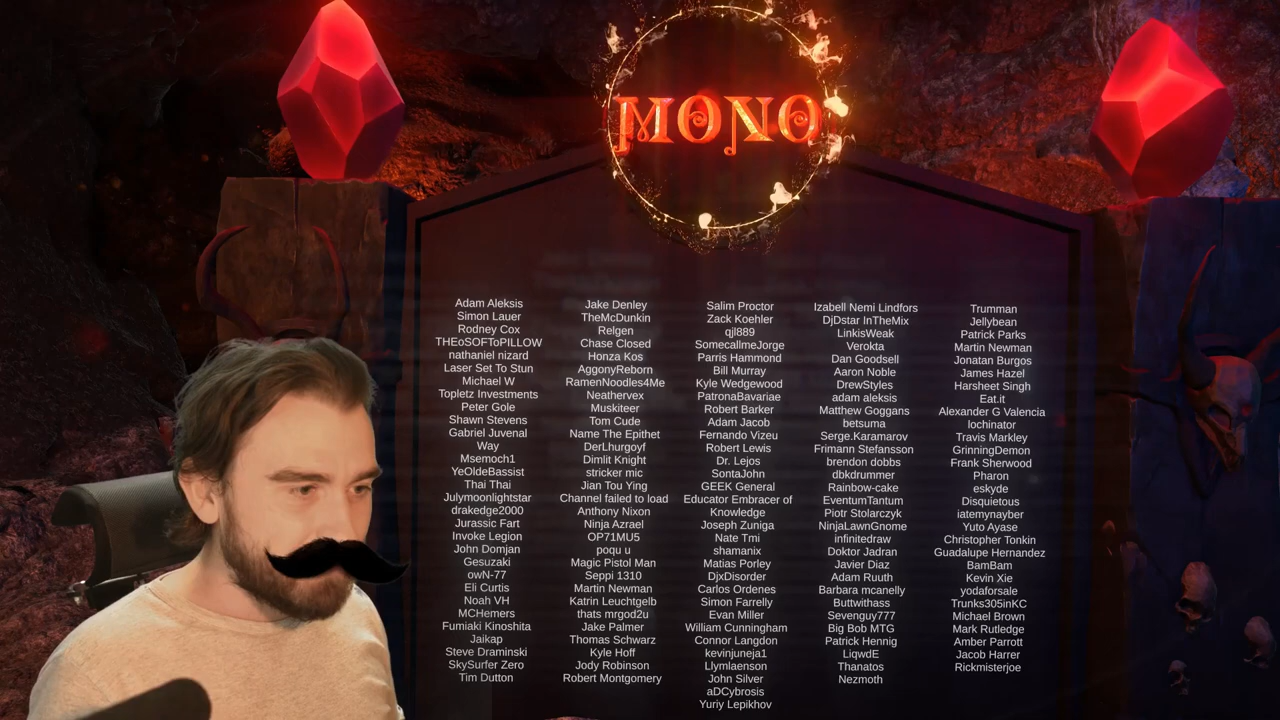 MONO
Adam Aleksis
Simon Lauer
Rodney Cox
THEoSOFToPILLOW
nathaniel nizard
Laser Set To Stun
Michael W
Topletz Investments
Peter Gole
Shawn Stevens
Gabriel Juvenal
Way
Msemoch1
YeOldeBassist
Thai Thai
Julymoonlightstar
drakedge2000
Jurassic Fart
Invoke Legion
John Domjan
Gesuzaki
owN-77
Eli Curtis
Noah VH
MCHemers
Fumiaki Kinoshita
Jaikap
Steve Draminski
SkySurfer Zero
Tim Dutton
Jake Denley
TheMcDunkin
Relgen
Chase Closed
Honza Kos
AggonyReborn
RamenNoodles4Me
Neathervex
Muskiteer
Tom Cude
Name The Epithet
DerLhurgoyf
Dimlit Knight
stricker mic
Jian Tou Ying
Channel failed to load
Anthony Nixon
Ninja Azrael
OP71MU5
poqu u
Magic Pistol Man
Seppi 1310
Martin Newman
Katrin Leuchtgelb
thats mrgod2u
Jake Palmer
Thomas Schwarz
Kyle Hoff
Jody Robinson
Robert Montgomery
Salim Proctor
Zack Koehler
qjl889
SomecallmeJorge
Parris Hammond
Bill Murray
Kyle Wedgewood
PatronaBavariae
Robert Barker
Adam Jacob
Fernando Vizeu
Robert Lewis
Dr. Lejos
SontaJohn
GEEK General
Educator Embracer of
Knowledge
Joseph Zuniga
Nate Tmi
shamanix
Matias Porley
DjxDisorder
Carlos Ordenes
Simon Farrelly
Evan Miller
William Cunningham
Connor Langdon
kevinjuneja1
Llymlaenson
John Silver
aDCybrosis
Yuriy Lepikhov
Izabell Nemi Lindfors
DjDstar InTheMix
LinkisWeak
Verokta
Dan Goodsell
Aaron Noble
DrewStyles
adam aleksis
Matthew Goggans
betsuma
Serge.Karamarov
Frimann Stefansson
brendon dobbs
dbkdrummer
Rainbow-cake
EventumTantum
Piotr Stolarczyk
NinjaLawnGnome
infinitedraw
Doktor Jadran
Javier Diaz
Adam Ruuth
Barbara mcanelly
Buttwithass
Sevenguy777
Big Bob MTG
Patrick Hennig
LiqwdE
Thanatos
Nezmoth
Trumman
Jellybean
Patrick Parks
Martin Newman
Jonatan Burgos
James Hazel
Harsheet Singh
Eat.it
Alexander G Valencia
lochinator
Travis Markley
GrinningDemon
Frank Sherwood
Pharon
eskyde
Disquietous
iatemynayber
Yuto Ayase
Christopher Tonkin
Guadalupe Hernandez
BamBam
Kevin Xie
yodaforsale
Trunks305inKC
Michael Brown
Mark Rutledge
Amber Parrott
Jacob Harrer
Rickmisterjoe